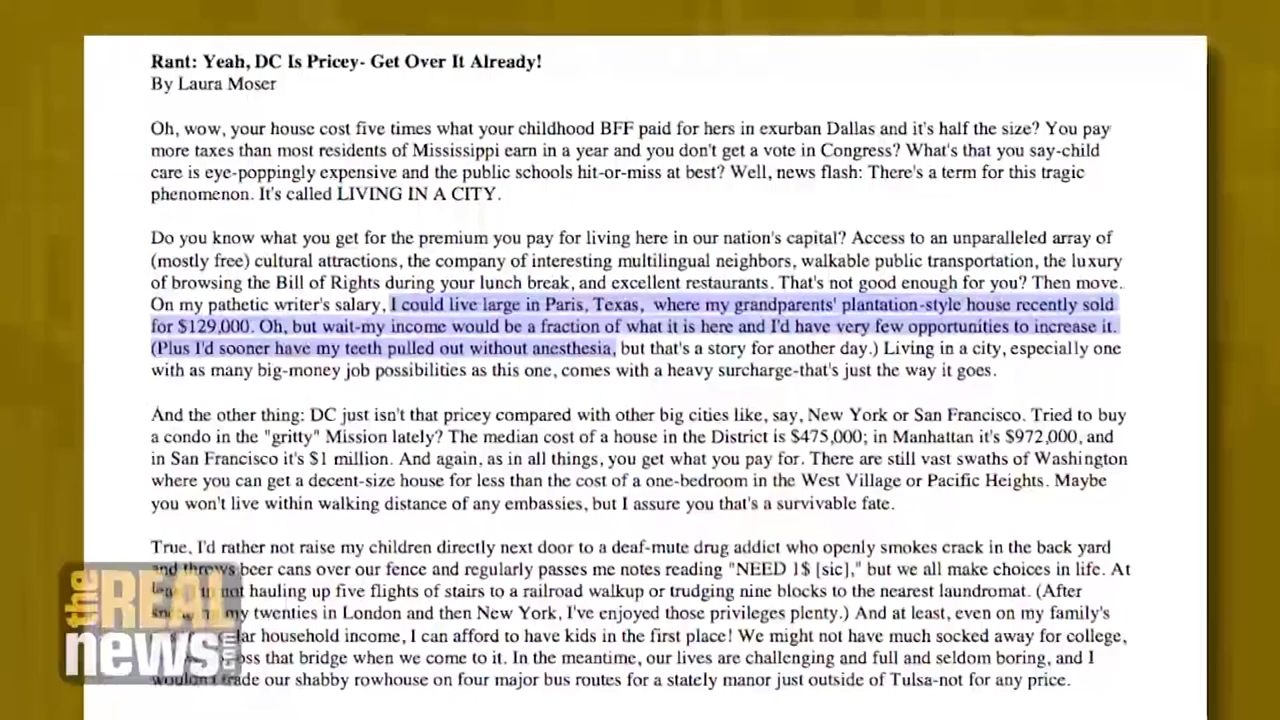 Rant: Yeah, DC Is Pricey- Get Over It Already!
By Laura Moser
Oh, wow, your house cost five times what your childhood BFF paid for hers in exurban Dallas and it's half the size? You pay
more taxes than most residents of Mississippi earn in a year and you don't get a vote in Congress? What's that you say-child
care is eye-poppingly expensive and the public schools hit-or-miss at best? Well, news flash: There's a term for this tragic
phenomenon. It's called LIVING IN A CITY.
Do you know what you get for the premium you pay for living here in our nation's capital? Access to an unparalleled array of
(mostly free) cultural attractions, the company of interesting multilingual neighbors, walkable public transportation, the luxury
of browsing the Bill of Rights during your lunch break, and excellent restaurants. That's not good enough for you? Then move.
On my pathetic writer's salary, I could live large in Paris, Texas, where my grandparents' plantation-style house recently sold
for $129,000. Oh, but wait-my income would be a fraction of what it is here and I'd have very few opportunities to increase it.
(Plus I'd sooner have my teeth pulled out without anesthesia, but that's a story for another day.) Living in a city, especially one
with as many big-money job possibilities as this one, comes with a heavy surcharge-that's just the way it goes.
And the other thing: DC just isn't that pricey compared with other big cities like, say, New York or San Francisco. Tried to buy
a condo in the "gritty" Mission lately? The median cost of a house in the District is $475,000; in Manhattan it's $972,000, and
in San Francisco it's $1 million. And again, as in all things, you get what you pay for. There are still vast swaths of Washington
where you can get a decent-size house for less than the cost of a one-bedroom in the West Village or Pacific Heights. Maybe
you won't live within walking distance of any embassies, but I assure you that's a survivable fate.
True, I'd rather not raise my children directly next door to a deaf-mute drug addict who openly smokes crack in the back yard
and throws beer cans over our fence and regularly passes me notes reading "NEED 1$ [sic]," but we all make choices in life. At
not hauling up five flights of stairs to a railroad walkup or trudging nine blocks to the nearest laundromat. (After
my twenties in London and then New York, I've enjoyed those privileges plenty.) And at least, even on my family's
household income, I can afford to have kids in the first place! We might not have much socked away for college,
that bridge when we come to it. In the meantime, our lives are challenging and full and seldom boring, and I
wouldn't trade our shabby rowhouse on four major bus routes for a stately manor just outside of Tulsa-not for any price.
the REAL
news.com